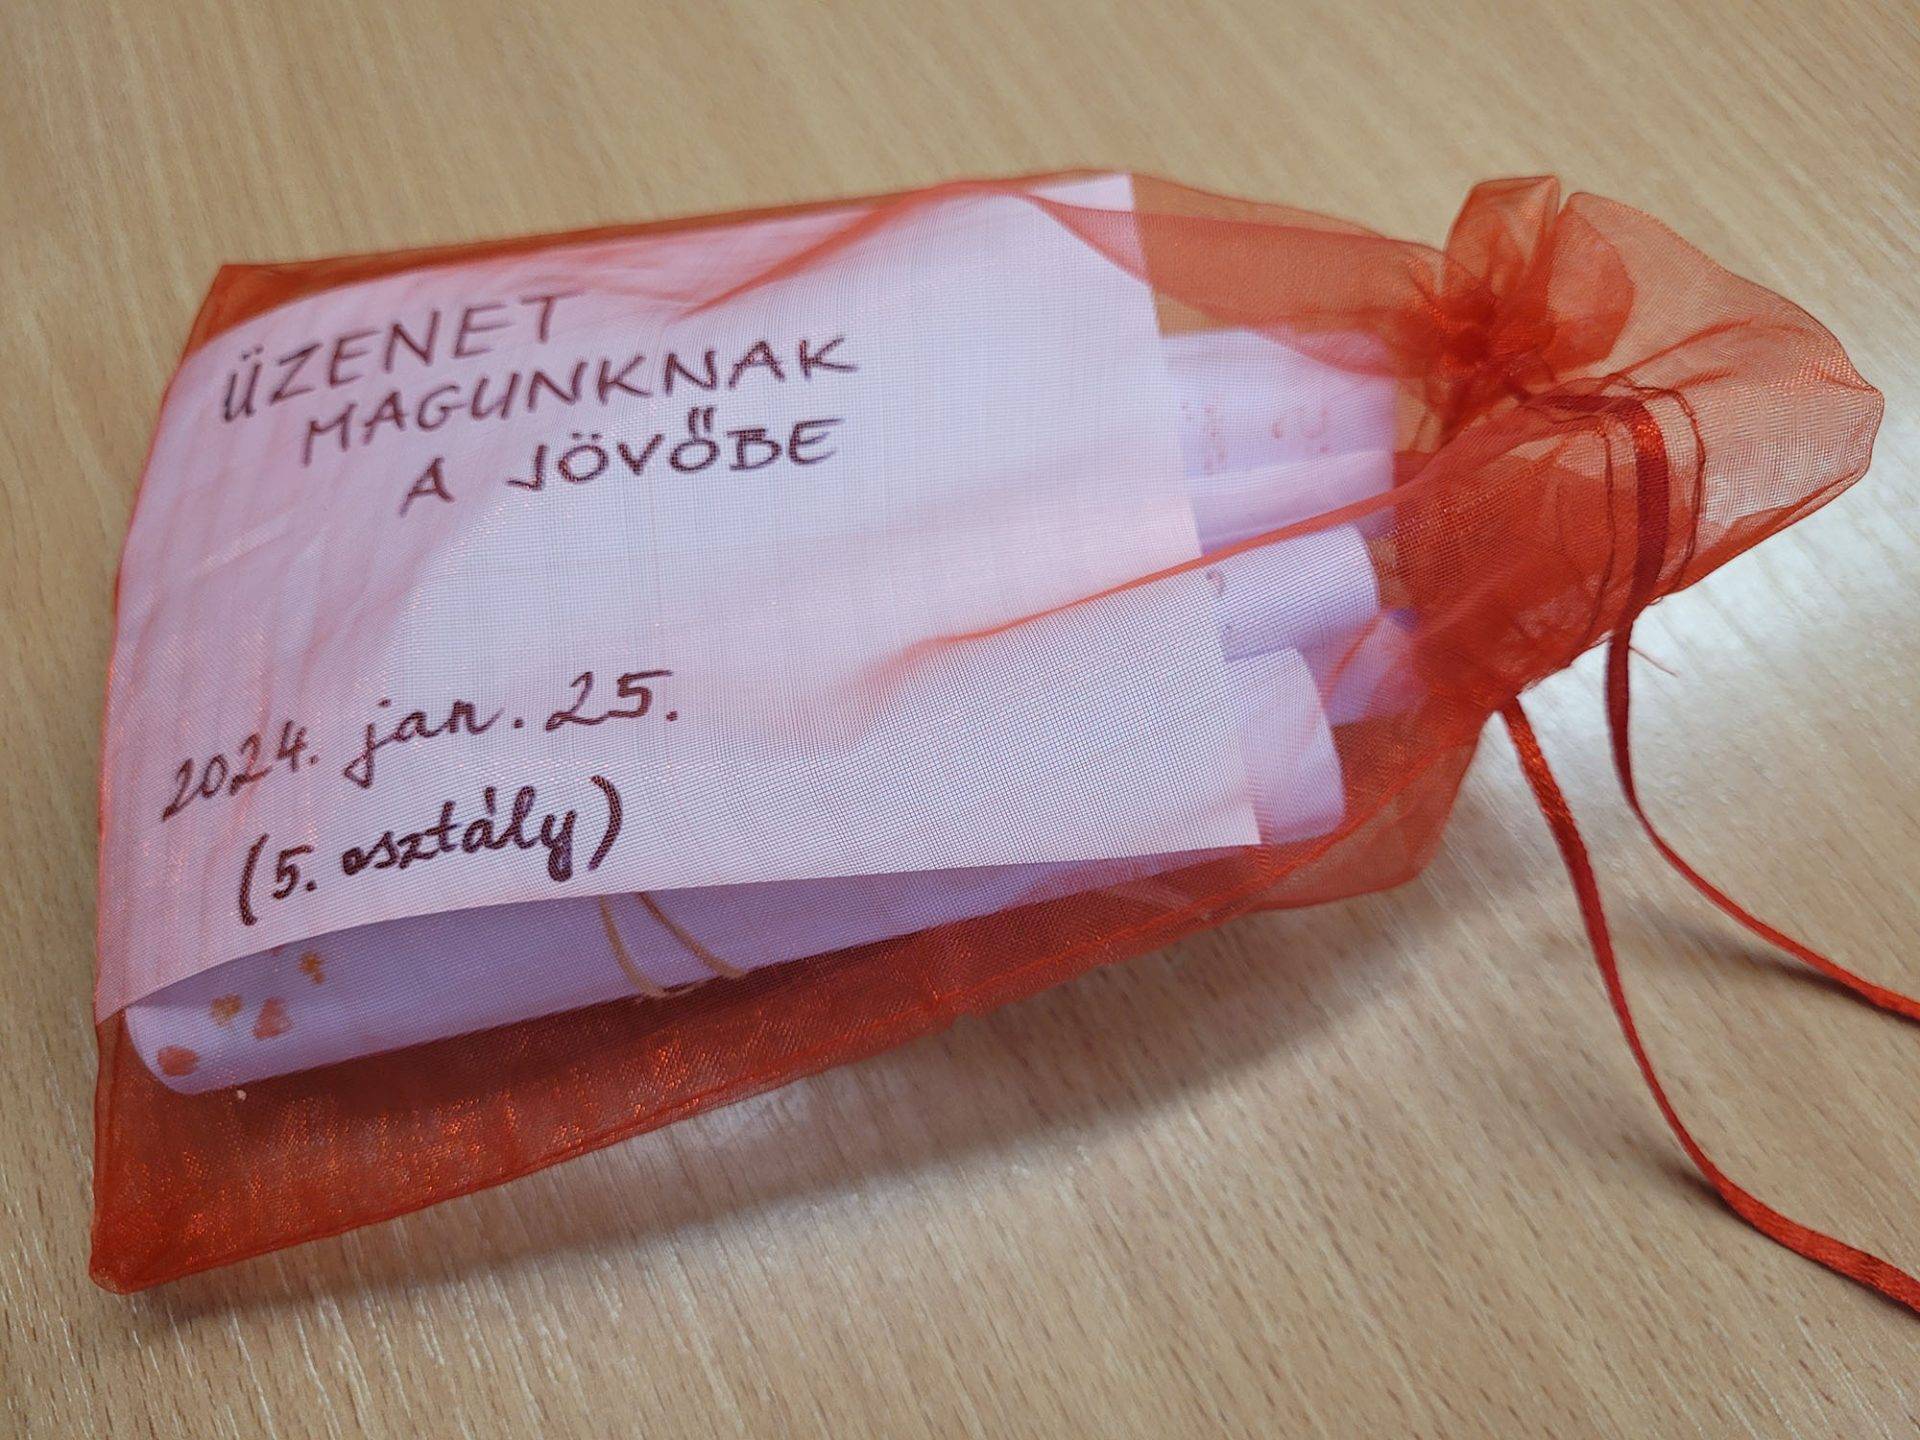 ÜZENET
MAGUNKNAK
A JÖVŐBE
2024. jan. 25.
(5. osztály)